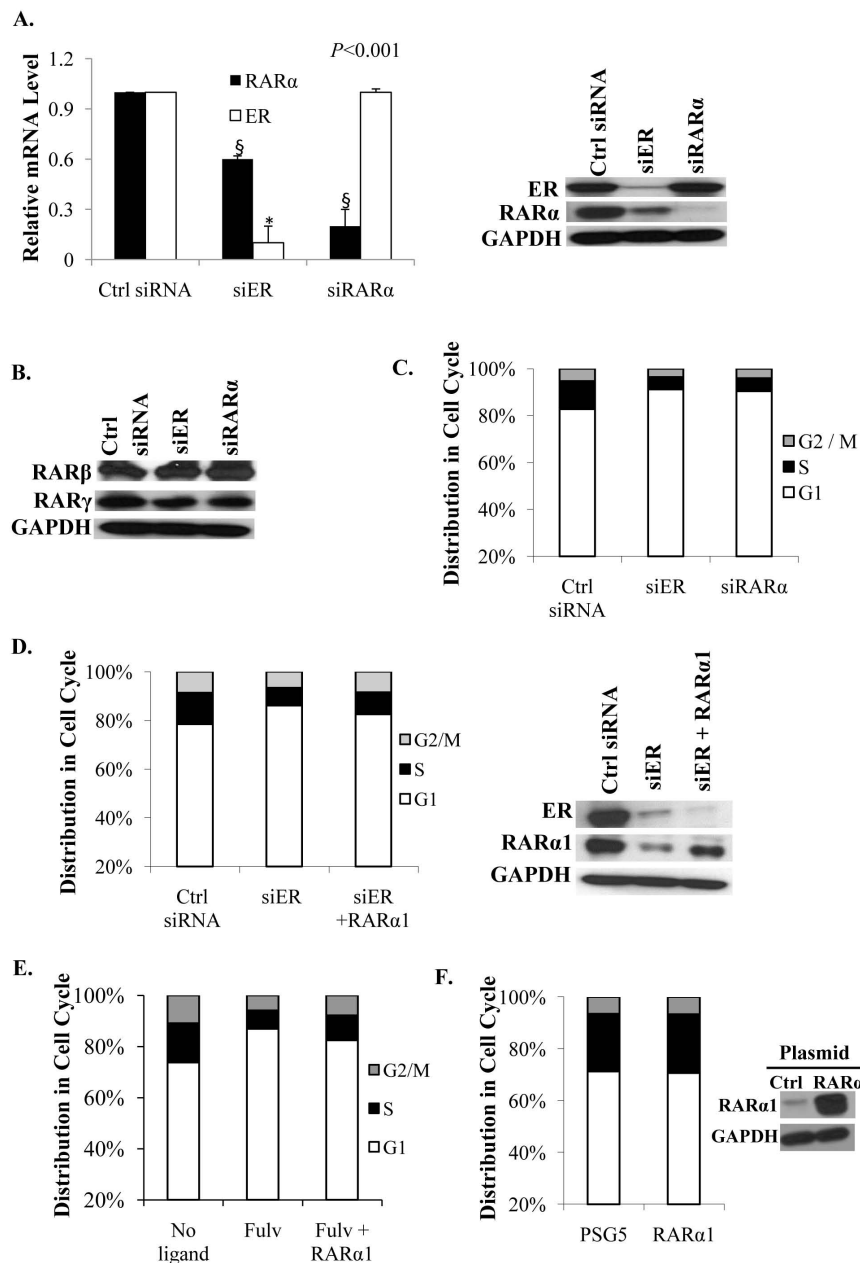 A.
P<0.001
1.2
0.9
0.6
0.3
0
Relative mRNA Level
RARα
ER
§
*
§
Ctrl siRNA
siER
siRARα
Ctrl siRNA
siER
siRARα
ER
RARα
GAPDH
B.
Ctrl
siRNA
siER
siRARα
RARβ
RARγ
GAPDH
C.
Distribution in Cell Cycle
100%
80%
60%
40%
20%
G2 / M
S
G1
Ctrl
siRNA
siER
siRARα
D.
Distribution in Cell Cycle
100%
80%
60%
40%
20%
G2/M
S
G1
Ctrl
siRNA
siER
siER
+RARα1
Ctrl siRNA
siER
siER + RARα1
ER
RARα1
GAPDH
E.
Distribution in Cell Cycle
100%
80%
60%
40%
20%
G2/M
S
G1
No
ligand
Fulv
Fulv +
RARα1
F.
Distribution in Cell Cycle
100%
80%
60%
40%
20%
PSG5
RARα1
Plasmid
Ctrl RARα
RARα1
GAPDH